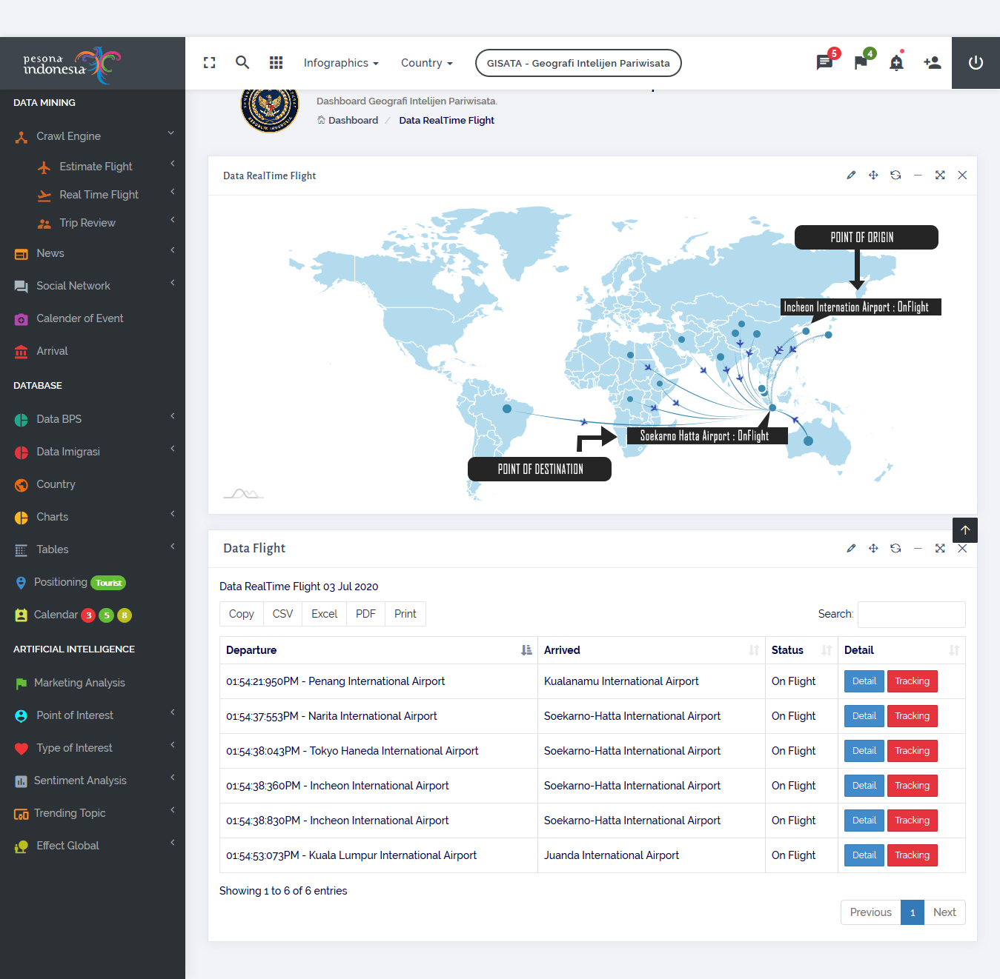 pesona
indonesia
Infographics
Country
GISATA - Geografi Intelijen Pariwisata
5
4
DATA MINING
Crawl Engine
Estimate Flight
Real Time Flight
Trip Review
News
Social Network
Calender of Event
Arrival
DATABASE
Data BPS
Data Imigrasi
Country
Charts
Tables
Positioning Tourist
Calendar 3 5 8
ARTIFICIAL INTELLIGENCE
Marketing Analysis
Point of Interest
Type of Interest
Sentiment Analysis
Trending Topic
Effect Global
REPUBLIK INDONESIA
Dashboard Geografi Intelijen Pariwisata.
Dashboard / Data RealTime Flight
Data RealTime Flight
POINT OF ORIGIN
Incheon Internation Airport : OnFlight
Soekarno Hatta Airport : OnFlight
POINT OF DESTINATION
Data Flight
Data RealTime Flight 03 Jul 2020
Copy CSV Excel PDF Print
Search:
Departure Arrived Status Detail
01:54:21:950PM - Penang International Airport Kualanamu International Airport On Flight Detail Tracking
01:54:37:553PM - Narita International Airport Soekarno-Hatta International Airport On Flight Detail Tracking
01:54:38:043PM - Tokyo Haneda International Airport Soekarno-Hatta International Airport On Flight Detail Tracking
01:54:38:360PM - Incheon International Airport Soekarno-Hatta International Airport On Flight Detail Tracking
01:54:38:830PM - Incheon International Airport Soekarno-Hatta International Airport On Flight Detail Tracking
01:54:53:073PM - Kuala Lumpur International Airport Juanda International Airport On Flight Detail Tracking
Showing 1 to 6 of 6 entries
Previous 1 Next